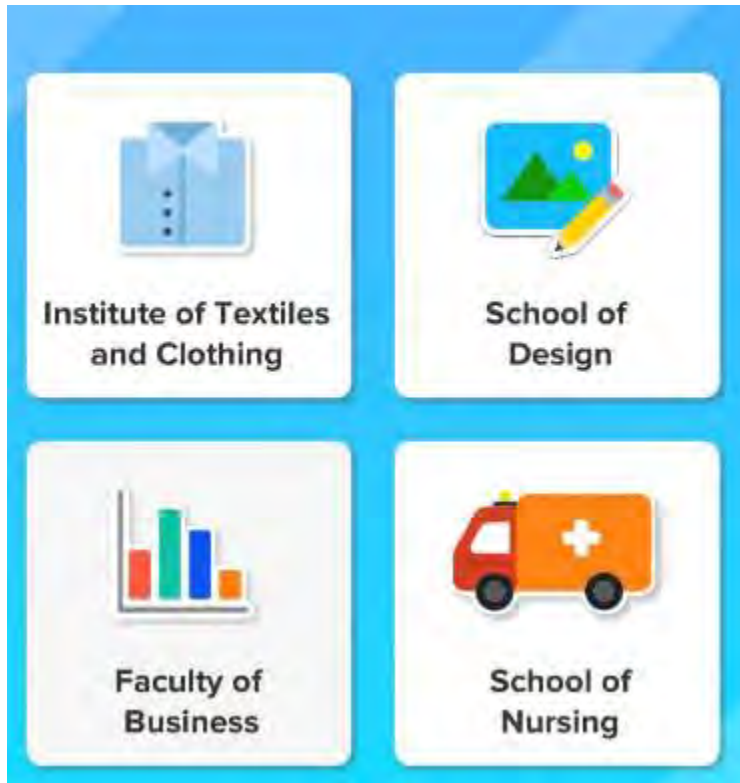 Institute of Textiles
and Clothing
School of
Design
Faculty of
Business
School of
Nursing